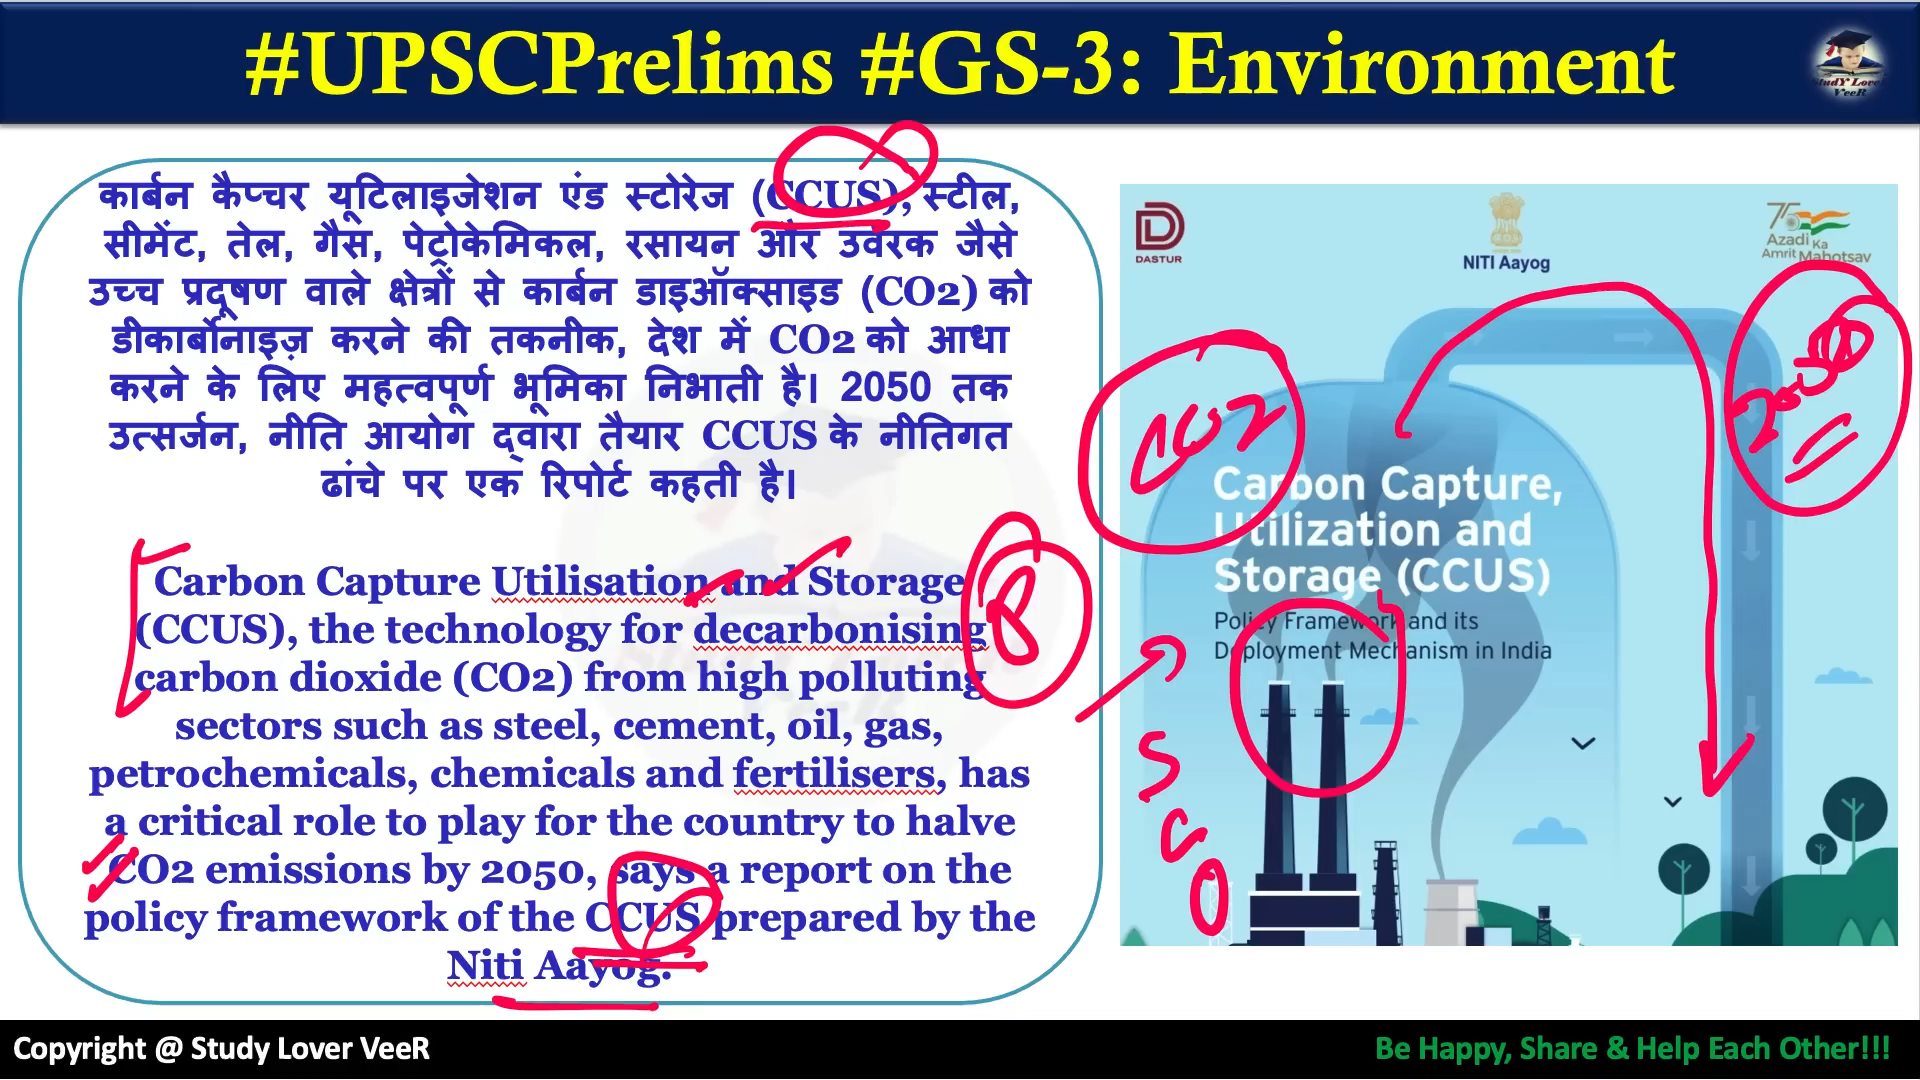 #UPSCPrelims #GS-3: Environment
StudY Lover
VeeR
कार्बन कैप्चर यूटिलाइजेशन एंड स्टोरेज (CCUS), स्टील,
सीमेंट, तेल, गैस, पेट्रोकेमिकल, रसायन और उर्वरक जैसे
उच्च प्रदूषण वाले क्षेत्रों से कार्बन डाइऑक्साइड (CO2) को
डीकार्बोनाइज़ करने की तकनीक, देश में CO2 को आधा
करने के लिए महत्वपूर्ण भूमिका निभाती है। 2050 तक
उत्सर्जन, नीति आयोग द्वारा तैयार CCUS के नीतिगत
ढांचे पर एक रिपोर्ट कहती है।
Carbon Capture Utilisation and Storage
(CCUS), the technology for decarbonising
carbon dioxide (CO2) from high polluting
sectors such as steel, cement, oil, gas,
petrochemicals, chemicals and fertilisers, has
a critical role to play for the country to halve
CO2 emissions by 2050, says a report on the
policy framework of the CCUS prepared by the
Niti Aayog.
DASTUR
NITI Aayog
75
Azadi Ka
Amrit Mahotsav
2050
CO2
Carbon Capture,
Utilization and
Storage (CCUS)
Policy Framework and its
Deployment Mechanism in India
S
C
O
Copyright @ Study Lover VeeR
Be Happy, Share & Help Each Other!!!